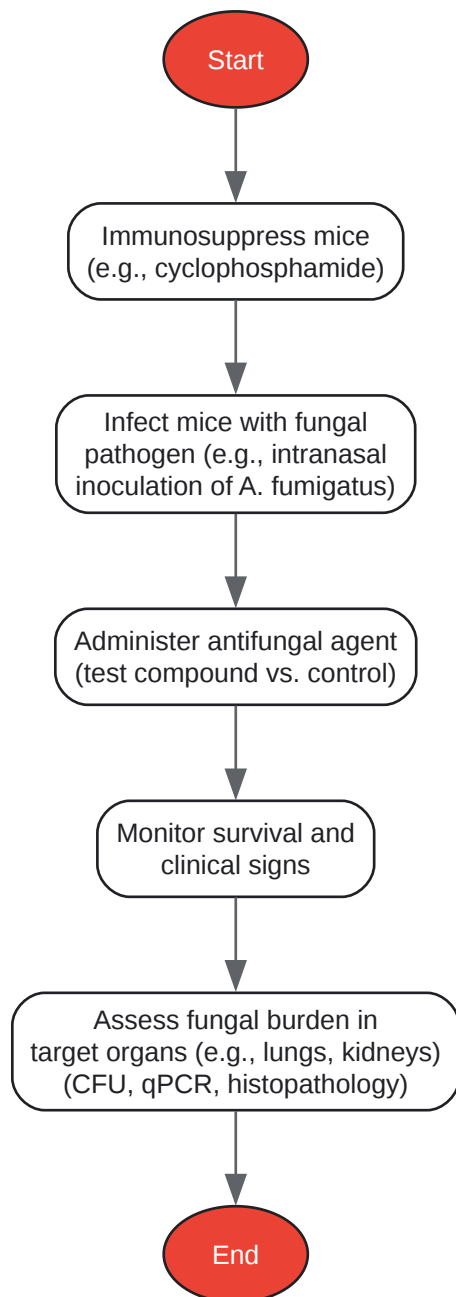 Start
Immunosuppress mice
(e.g., cyclophosphamide)
Infect mice with fungal
pathogen (e.g., intranasal
inoculation of A. fumigatus)
Administer antifungal agent
(test compound vs. control)
Monitor survival and
clinical signs
Assess fungal burden in
target organs (e.g., lungs, kidneys)
(CFU, qPCR, histopathology)
End